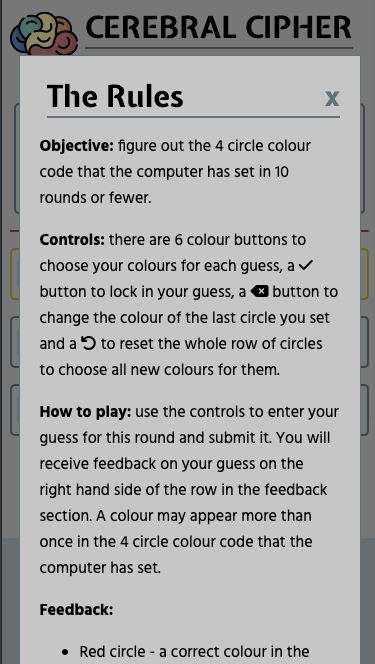 CEREBRAL CIPHER
The Rules
x
Objective: figure out the 4 circle colour
code that the computer has set in 10
rounds or fewer.
Controls: there are 6 colour buttons to
choose your colours for each guess, a ✓
button to lock in your guess, a ⌫ button to
change the colour of the last circle you set
and a ↺ to reset the whole row of circles
to choose all new colours for them.
How to play: use the controls to enter your
guess for this round and submit it. You will
receive feedback on your guess on the
right hand side of the row in the feedback
section. A colour may appear more than
once in the 4 circle colour code that the
computer has set.
Feedback:
• Red circle - a correct colour in the